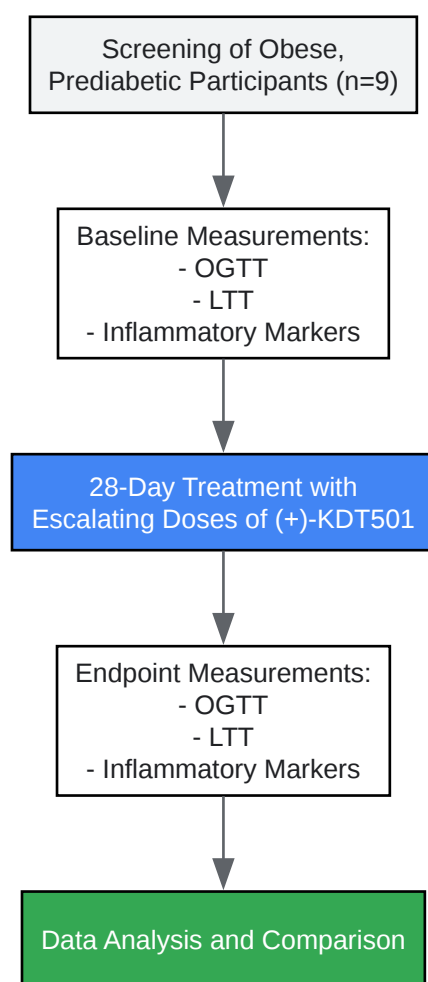 Screening of Obese,
Prediabetic Participants (n=9)
Baseline Measurements:
- OGTT
- LTT
- Inflammatory Markers
28-Day Treatment with
Escalating Doses of (+)-KDT501
Endpoint Measurements:
- OGTT
- LTT
- Inflammatory Markers
Data Analysis and Comparison